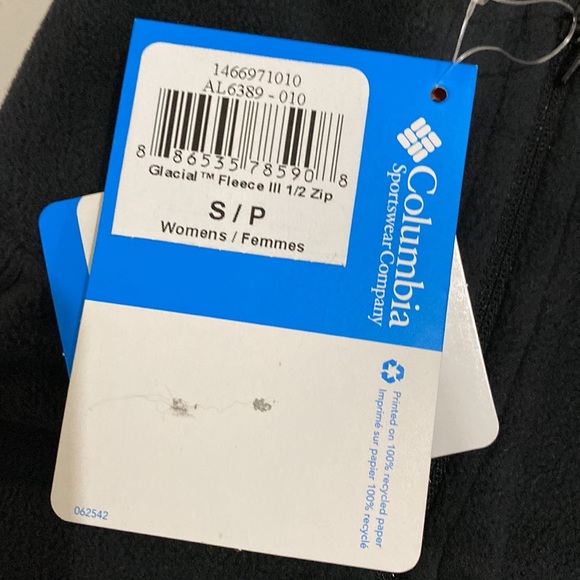 1466971010
AL6389 - 010
8 86535 78590 8
Glacial™ Fleece III 1/2 Zip
S / P
Womens / Femmes
Columbia
Sportswear Company
Printed on 100% recycled paper
Imprimé sur papier 100% recyclé
062542